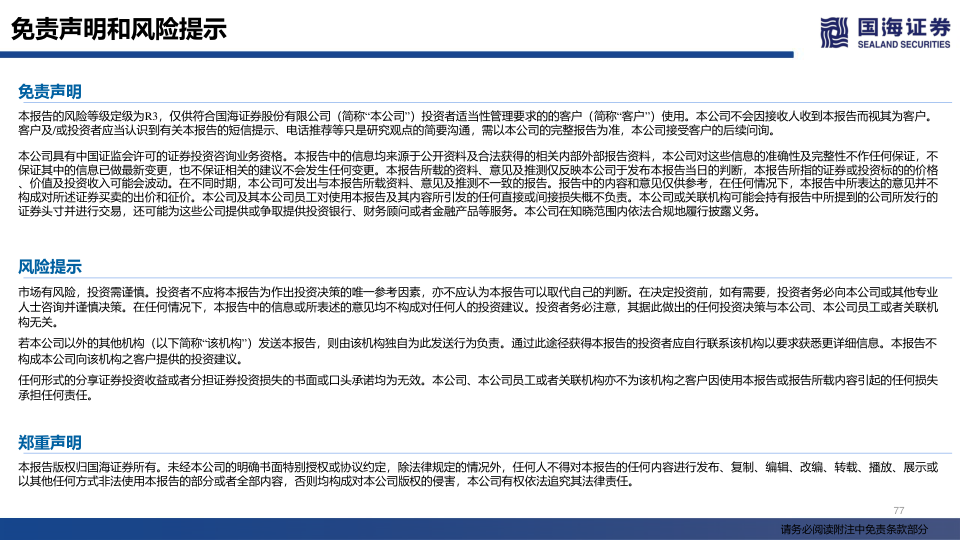 免责声明和风险提示
国海证券
SEALAND SECURITIES
免责声明
本报告的风险等级定级为R3，仅供符合国海证券股份有限公司（简称“本公司”）投资者适当性管理要求的的客户（简称“客户”）使用。本公司不会因接收人收到本报告而视其为客户。
客户及/或投资者应当认识到有关本报告的短信提示、电话推荐等只是研究观点的简要沟通，需以本公司的完整报告为准，本公司接受客户的后续问询。
本公司具有中国证监会许可的证券投资咨询业务资格。本报告中的信息均来源于公开资料及合法获得的相关内部外部报告资料，本公司对这些信息的准确性及完整性不作任何保证，不
保证其中的信息已做最新变更，也不保证相关的建议不会发生任何变更。本报告所载的资料、意见及推测仅反映本公司于发布本报告当日的判断，本报告所指的证券或投资标的的价格
、价值及投资收入可能会波动。在不同时期，本公司可发出与本报告所载资料、意见及推测不一致的报告。报告中的内容和意见仅供参考，在任何情况下，本报告中所表达的意见并不
构成对所述证券买卖的出价和征价。本公司及其本公司员工对使用本报告及其内容所引发的任何直接或间接损失概不负责。本公司或关联机构可能会持有报告中所提到的公司所发行的
证券头寸并进行交易，还可能为这些公司提供或争取提供投资银行、财务顾问或者金融产品等服务。本公司在知晓范围内依法合规地履行披露义务。
风险提示
市场有风险，投资需谨慎。投资者不应将本报告为作出投资决策的唯一参考因素，亦不应认为本报告可以取代自己的判断。在决定投资前，如有需要，投资者务必向本公司或其他专业
人士咨询并谨慎决策。在任何情况下，本报告中的信息或所表述的意见均不构成对任何人的投资建议。投资者务必注意，其据此做出的任何投资决策与本公司、本公司员工或者关联机
构无关。
若本公司以外的其他机构（以下简称“该机构”）发送本报告，则由该机构独自为此发送行为负责。通过此途径获得本报告的投资者应自行联系该机构以要求获悉更详细信息。本报告不
构成本公司向该机构之客户提供的投资建议。
任何形式的分享证券投资收益或者分担证券投资损失的书面或口头承诺均为无效。本公司、本公司员工或者关联机构亦不为该机构之客户因使用本报告或报告所载内容引起的任何损失
承担任何责任。
郑重声明
本报告版权归国海证券所有。未经本公司的明确书面特别授权或协议约定，除法律规定的情况外，任何人不得对本报告的任何内容进行发布、复制、编辑、改编、转载、播放、展示或
以其他任何方式非法使用本报告的部分或者全部内容，否则均构成对本公司版权的侵害，本公司有权依法追究其法律责任。
77
请务必阅读附注中免责条款部分